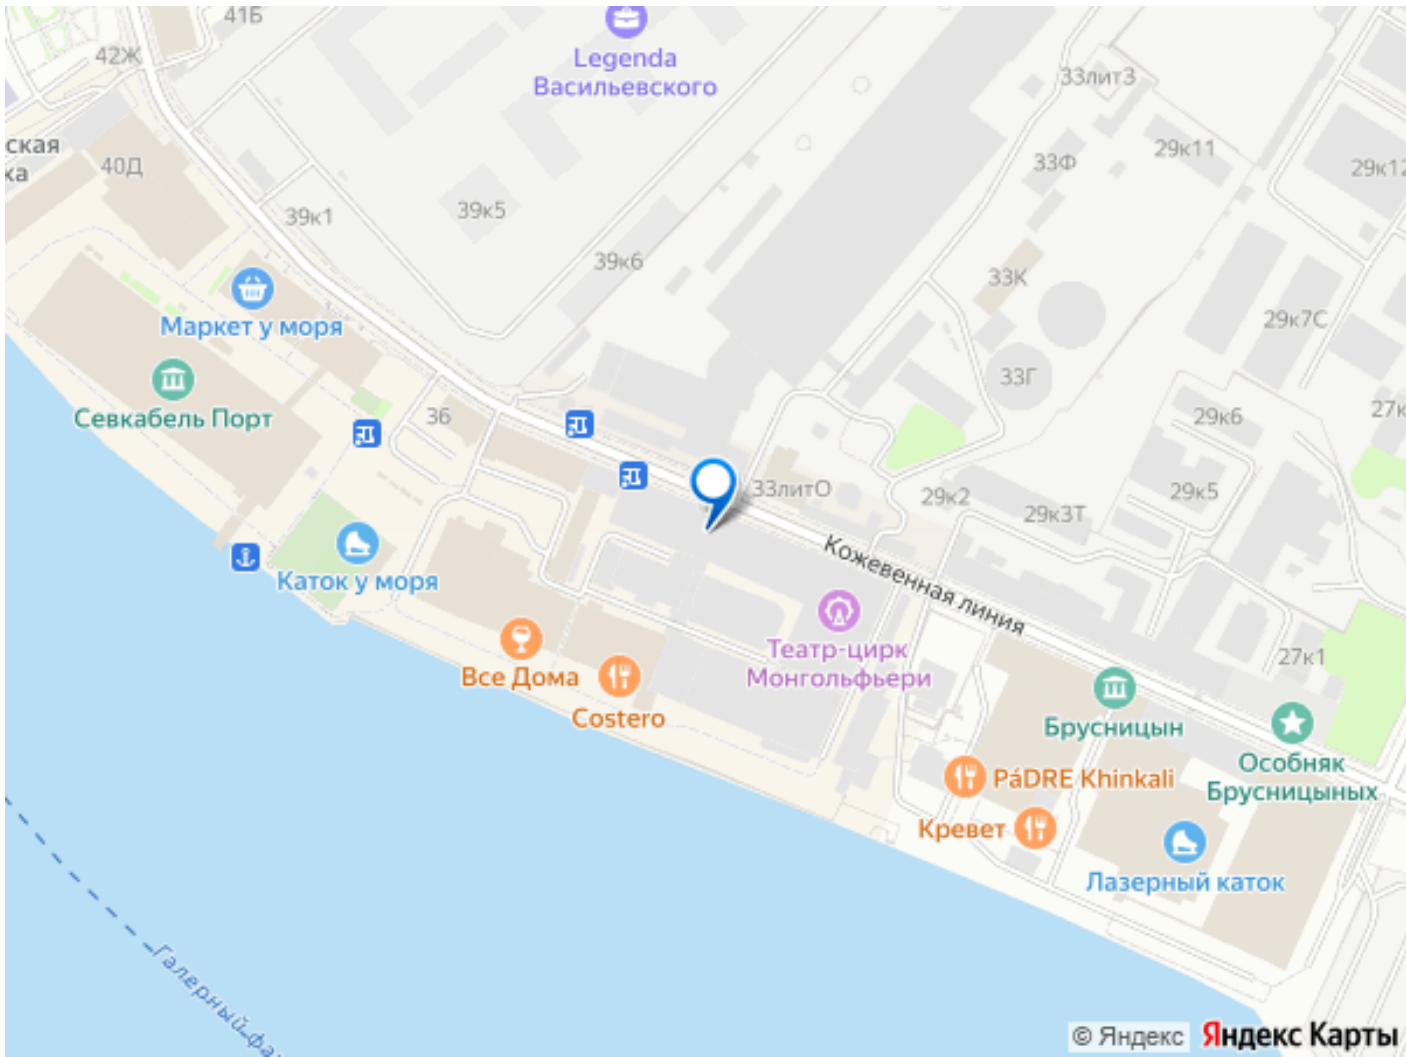 41Б
42Ж
Legenda
Васильевского
33лит3
ская
ха
40Д
29к11
33Ф
29к12
39к1
39к5
39к6
33К
Маркет у моря
29к7С
33Г
Севкабель Порт
36
29к6
27к
33литО
29к2
29к5
29к3Т
Кожевенная линия
Каток у моря
Театр-цирк
Монгольфьери
27к1
Все Дома
Costero
Брусницын
Особняк
Брусницыных
PáDRE Khinkali
Кревет
Лазерный каток
Галерный фа
© Яндекс Яндекс Карты